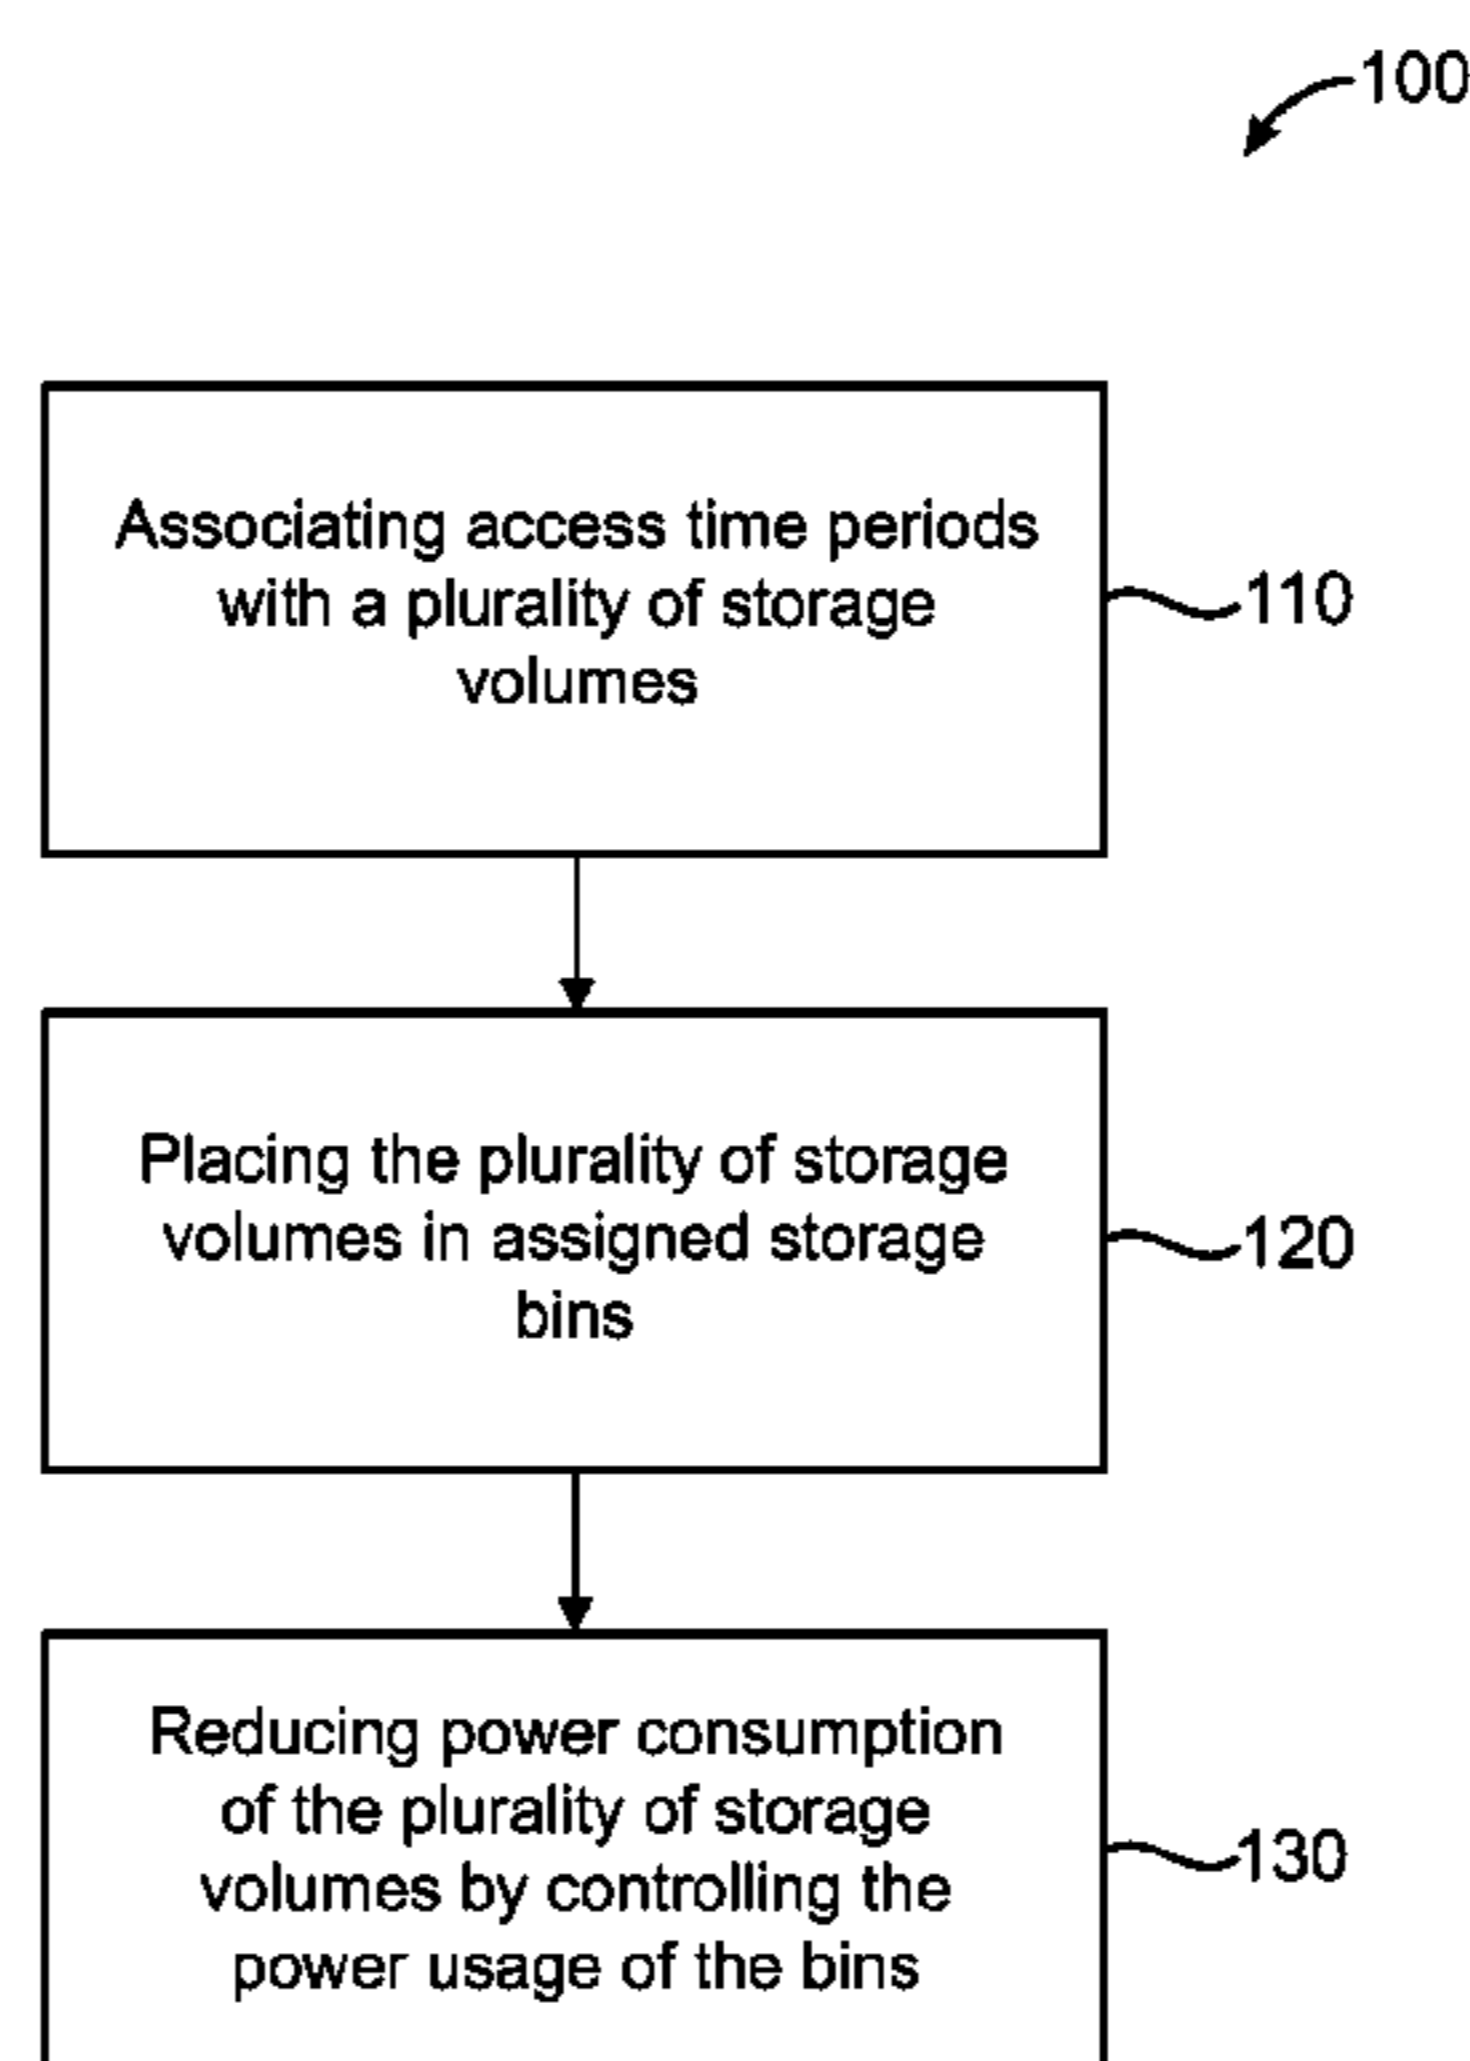 100
Associating access time periods
with a plurality of storage
volumes
110
Placing the plurality of storage
volumes in assigned storage
bins
120
Reducing power consumption
of the plurality of storage
volumes by controlling the
power usage of the bins
130